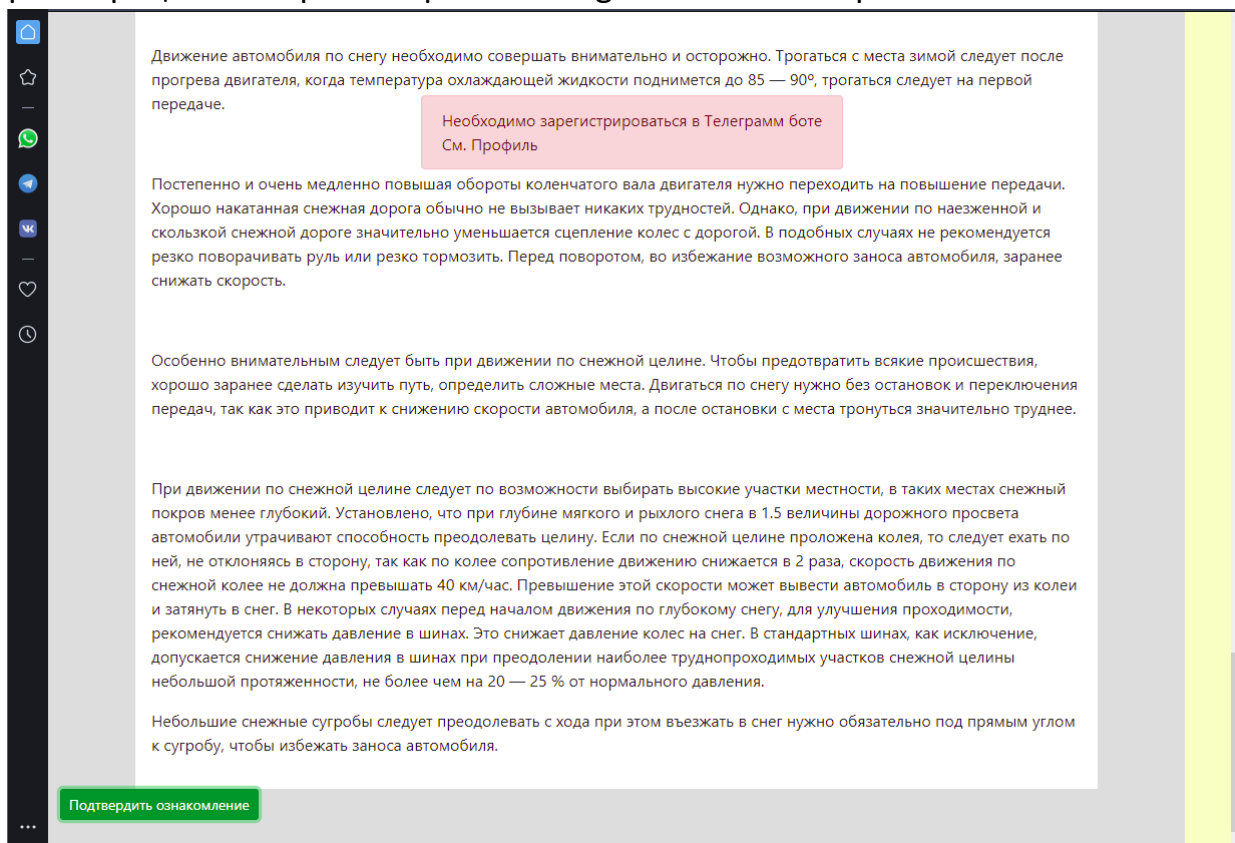 Движение автомобиля по снегу необходимо совершать внимательно и осторожно. Трогаться с места зимой следует после
прогрева двигателя, когда температура охлаждающей жидкости поднимется до 85 — 90º, трогаться следует на первой
передаче.
Необходимо зарегистрироваться в Телеграмм боте
См. Профиль
Постепенно и очень медленно повышая обороты коленчатого вала двигателя нужно переходить на повышение передачи.
Хорошо накатанная снежная дорога обычно не вызывает никаких трудностей. Однако, при движении по наезженной и
скользкой снежной дороге значительно уменьшается сцепление колес с дорогой. В подобных случаях не рекомендуется
резко поворачивать руль или резко тормозить. Перед поворотом, во избежание возможного заноса автомобиля, заранее
снижать скорость.
Особенно внимательным следует быть при движении по снежной целине. Чтобы предотвратить всякие происшествия,
хорошо заранее сделать изучить путь, определить сложные места. Двигаться по снегу нужно без остановок и переключения
передач, так как это приводит к снижению скорости автомобиля, а после остановки с места тронуться значительно труднее.
При движении по снежной целине следует по возможности выбирать высокие участки местности, в таких местах снежный
покров менее глубокий. Установлено, что при глубине мягкого и рыхлого снега в 1.5 величины дорожного просвета
автомобили утрачивают способность преодолевать целину. Если по снежной целине проложена колея, то следует ехать по
ней, не отклоняясь в сторону, так как по колее сопротивление движению снижается в 2 раза, скорость движения по
снежной колее не должна превышать 40 км/час. Превышение этой скорости может вывести автомобиль в сторону из колеи
и затянуть в снег. В некоторых случаях перед началом движения по глубокому снегу, для улучшения проходимости,
рекомендуется снижать давление в шинах. Это снижает давление колес на снег. В стандартных шинах, как исключение,
допускается снижение давления в шинах при преодолении наиболее труднопроходимых участков снежной целины
небольшой протяженности, не более чем на 20 — 25 % от нормального давления.
Небольшие снежные сугробы следует преодолевать с хода при этом въезжать в снег нужно обязательно под прямым углом
к сугробу, чтобы избежать заноса автомобиля.
Подтвердить ознакомление